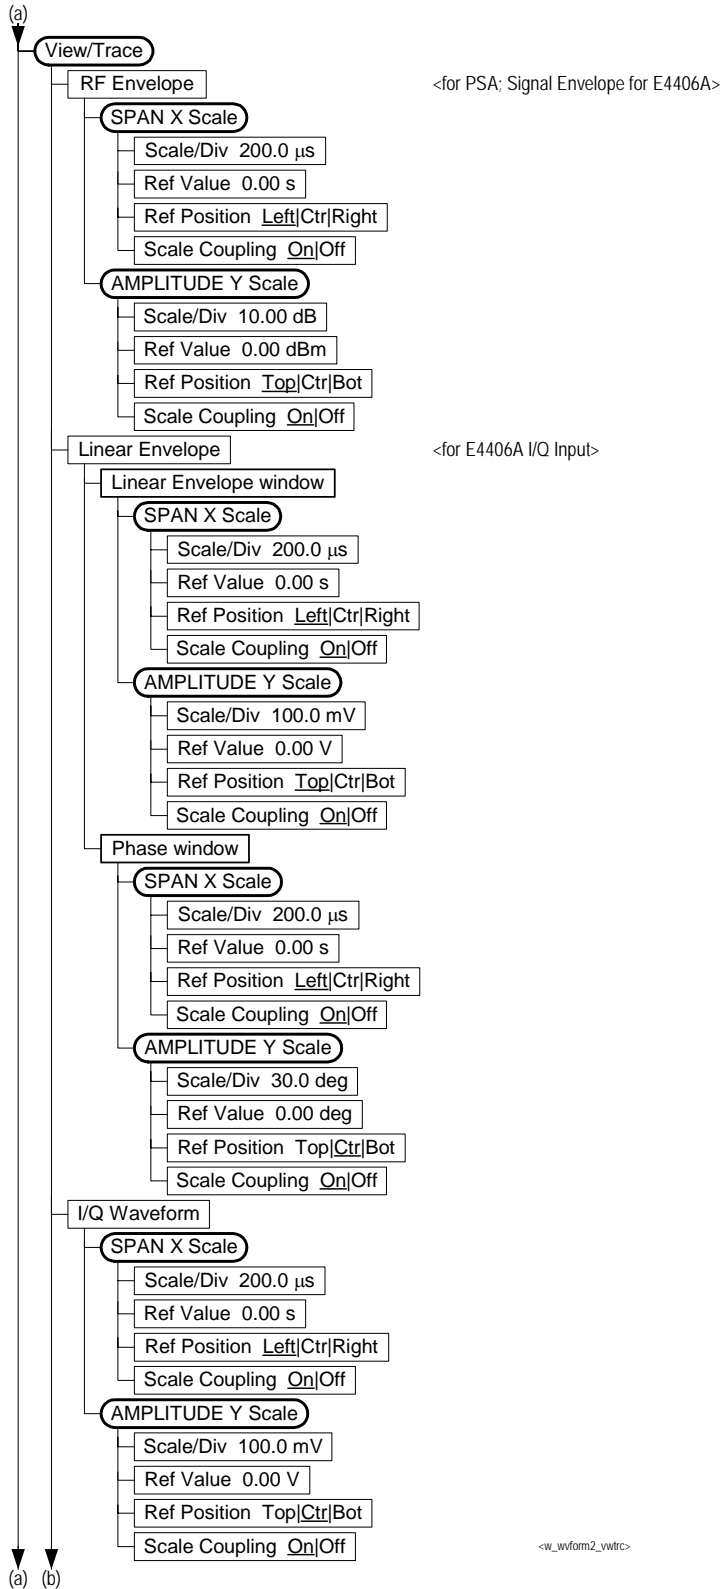 (a)
View/Trace
RF Envelope <for PSA; Signal Envelope for E4406A>
SPAN X Scale
Scale/Div 200.0 μs
Ref Value 0.00 s
Ref Position Left|Ctr|Right
Scale Coupling On|Off
AMPLITUDE Y Scale
Scale/Div 10.00 dB
Ref Value 0.00 dBm
Ref Position Top|Ctr|Bot
Scale Coupling On|Off
Linear Envelope <for E4406A I/Q Input>
Linear Envelope window
SPAN X Scale
Scale/Div 200.0 μs
Ref Value 0.00 s
Ref Position Left|Ctr|Right
Scale Coupling On|Off
AMPLITUDE Y Scale
Scale/Div 100.0 mV
Ref Value 0.00 V
Ref Position Top|Ctr|Bot
Scale Coupling On|Off
Phase window
SPAN X Scale
Scale/Div 200.0 μs
Ref Value 0.00 s
Ref Position Left|Ctr|Right
Scale Coupling On|Off
AMPLITUDE Y Scale
Scale/Div 30.0 deg
Ref Value 0.00 deg
Ref Position Top|Ctr|Bot
Scale Coupling On|Off
I/Q Waveform
SPAN X Scale
Scale/Div 200.0 μs
Ref Value 0.00 s
Ref Position Left|Ctr|Right
Scale Coupling On|Off
AMPLITUDE Y Scale
Scale/Div 100.0 mV
Ref Value 0.00 V
Ref Position Top|Ctr|Bot
Scale Coupling On|Off <w_wvform2_vwtrc>
(a) (b)